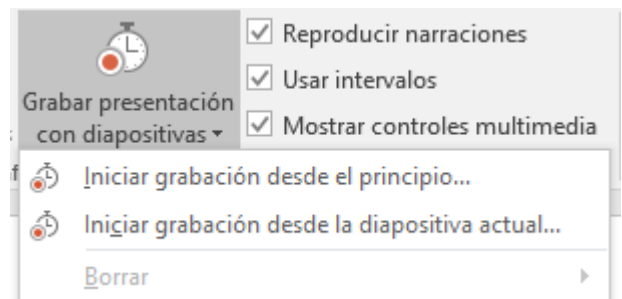 Reproducir narraciones
Usar intervalos
Grabar presentación
con diapositivas
Mostrar controles multimedia
Iniciar grabación desde el principio...
Iniciar grabación desde la diapositiva actual...
Borrar